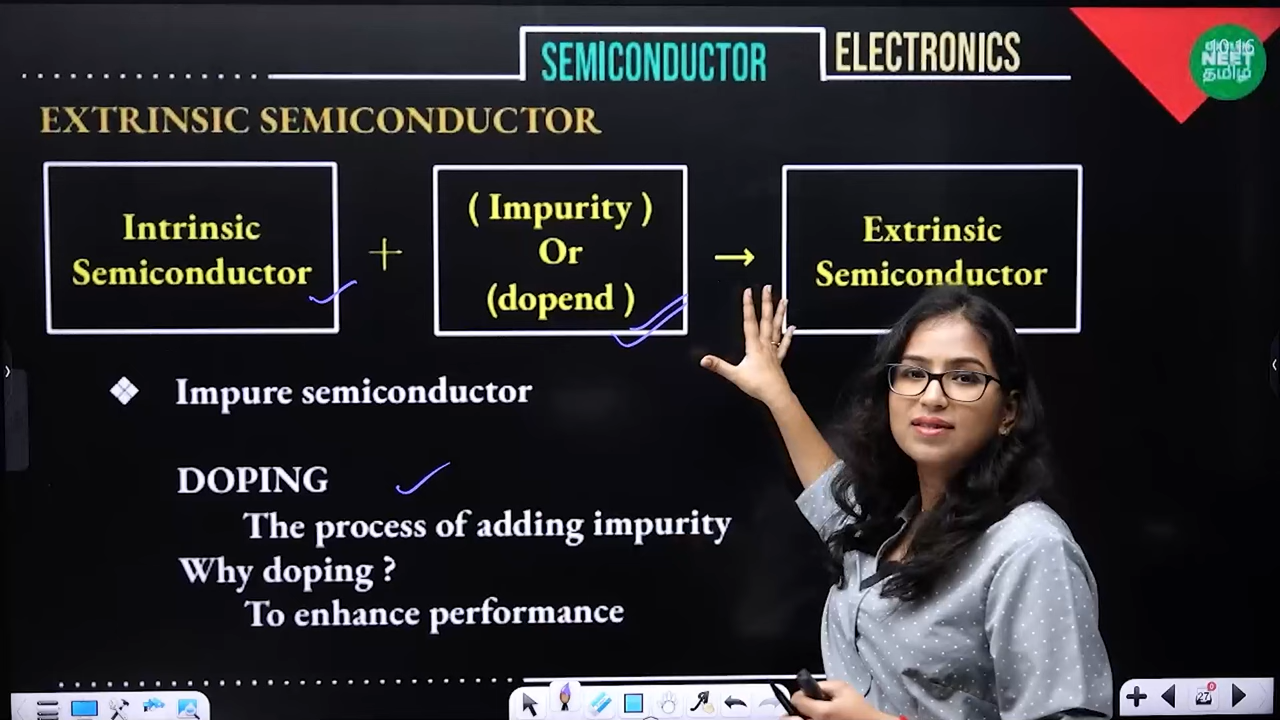 SEMICONDUCTOR ELECTRONICS
NEET
தமிழ்
EXTRINSIC SEMICONDUCTOR
Intrinsic
Semiconductor
+
( Impurity )
Or
(dopend )
→
Extrinsic
Semiconductor
❖ Impure semiconductor
DOPING
The process of adding impurity
Why doping ?
To enhance performance
27